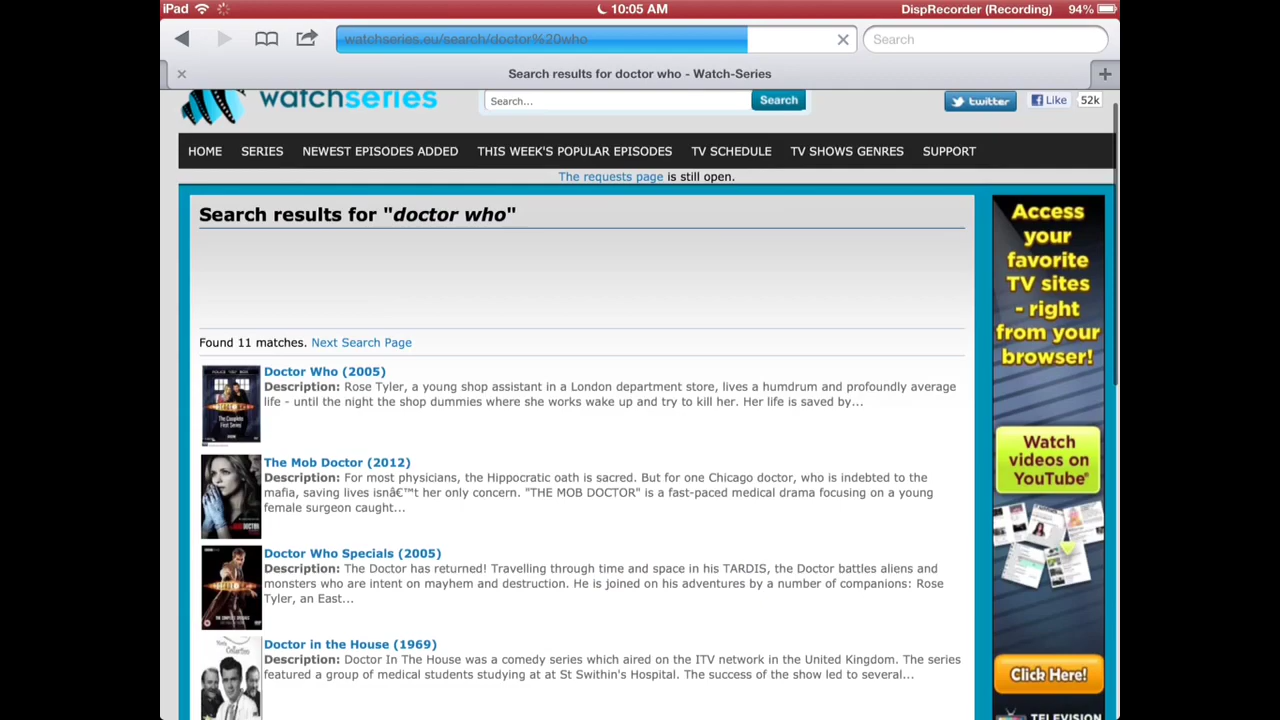 iPad 10:05 AM DispRecorder (Recording) 94%
watchseries.eu/search/doctor%20who Search
Search results for doctor who - Watch-Series
watchseries Search... Search twitter Like 52k
HOME SERIES NEWEST EPISODES ADDED THIS WEEK'S POPULAR EPISODES TV SCHEDULE TV SHOWS GENRES SUPPORT
The requests page is still open.
Search results for "doctor who"
Found 11 matches. Next Search Page
Doctor Who (2005)
Description: Rose Tyler, a young shop assistant in a London department store, lives a humdrum and profoundly average
life - until the night the shop dummies where she works wake up and try to kill her. Her life is saved by...
The Mob Doctor (2012)
Description: For most physicians, the Hippocratic oath is sacred. But for one Chicago doctor, who is indebted to the
mafia, saving lives isnâ€™t her only concern. "THE MOB DOCTOR" is a fast-paced medical drama focusing on a young
female surgeon caught...
Doctor Who Specials (2005)
Description: The Doctor has returned! Travelling through time and space in his TARDIS, the Doctor battles aliens and
monsters who are intent on mayhem and destruction. He is joined on his adventures by a number of companions: Rose
Tyler, an East...
Doctor in the House (1969)
Description: Doctor In The House was a comedy series which aired on the ITV network in the United Kingdom. The series
featured a group of medical students studying at at St Swithin's Hospital. The success of the show led to several...
Access
your
favorite
TV sites
- right
from your
browser!
Watch
videos on
YouTube®
Click Here!
TELEVISION